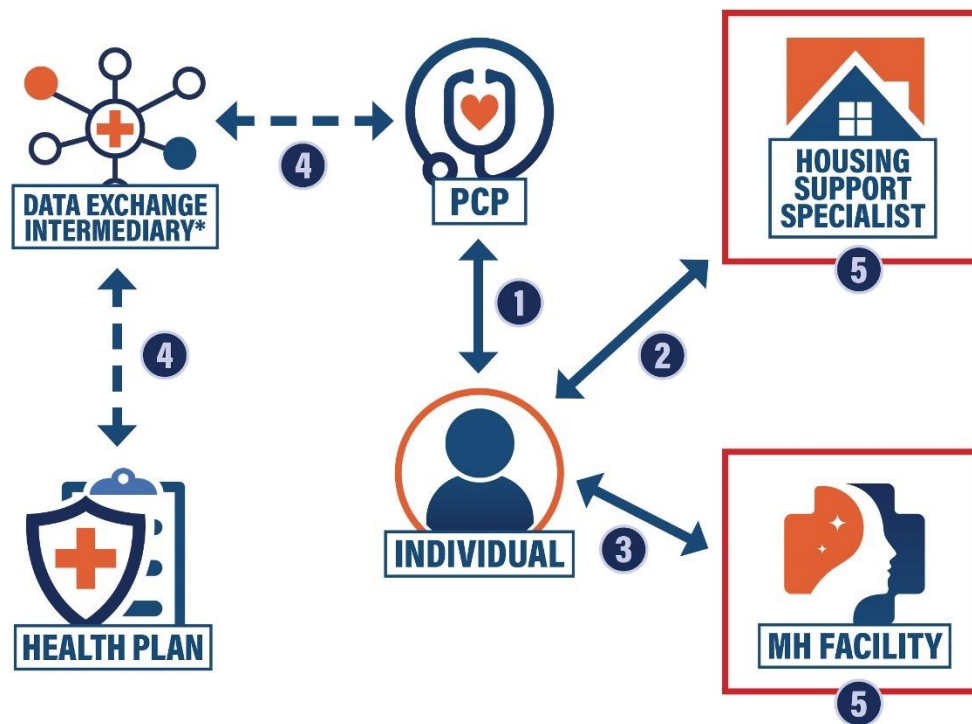 DATA EXCHANGE
INTERMEDIARY*
4
PCP
HOUSING
SUPPORT
SPECIALIST
5
1
2
4
INDIVIDUAL
3
HEALTH PLAN
MH FACILITY
5